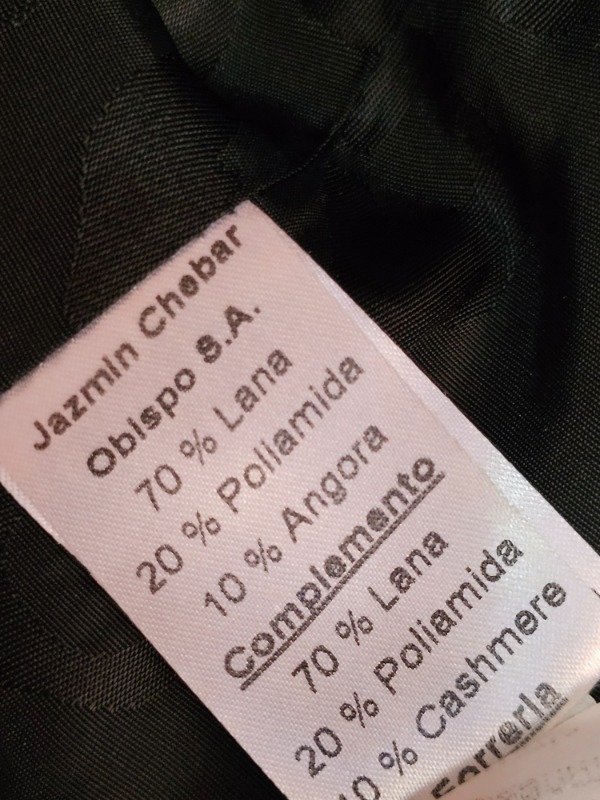 Jazmin Chebar
Obispo S.A.
70 % Lana
20 % Poliamida
10 % Angora
Complemento
70 % Lana
20 % Poliamida
10 % Cashmere
Forreria